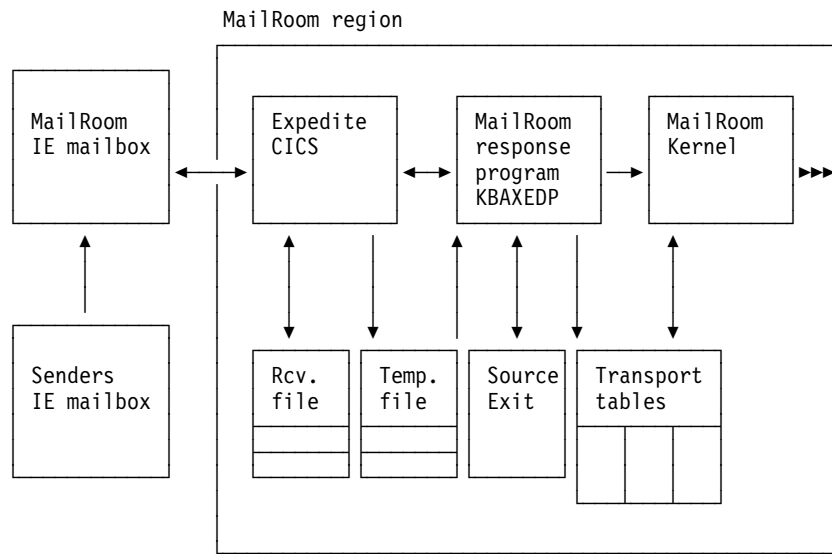 MailRoom region
MailRoom
IE mailbox
Expedite
CICS
MailRoom
response
program
KBAXEDP
MailRoom
Kernel
Senders
IE mailbox
Rcv.
file
Temp.
file
Source
Exit
Transport
tables